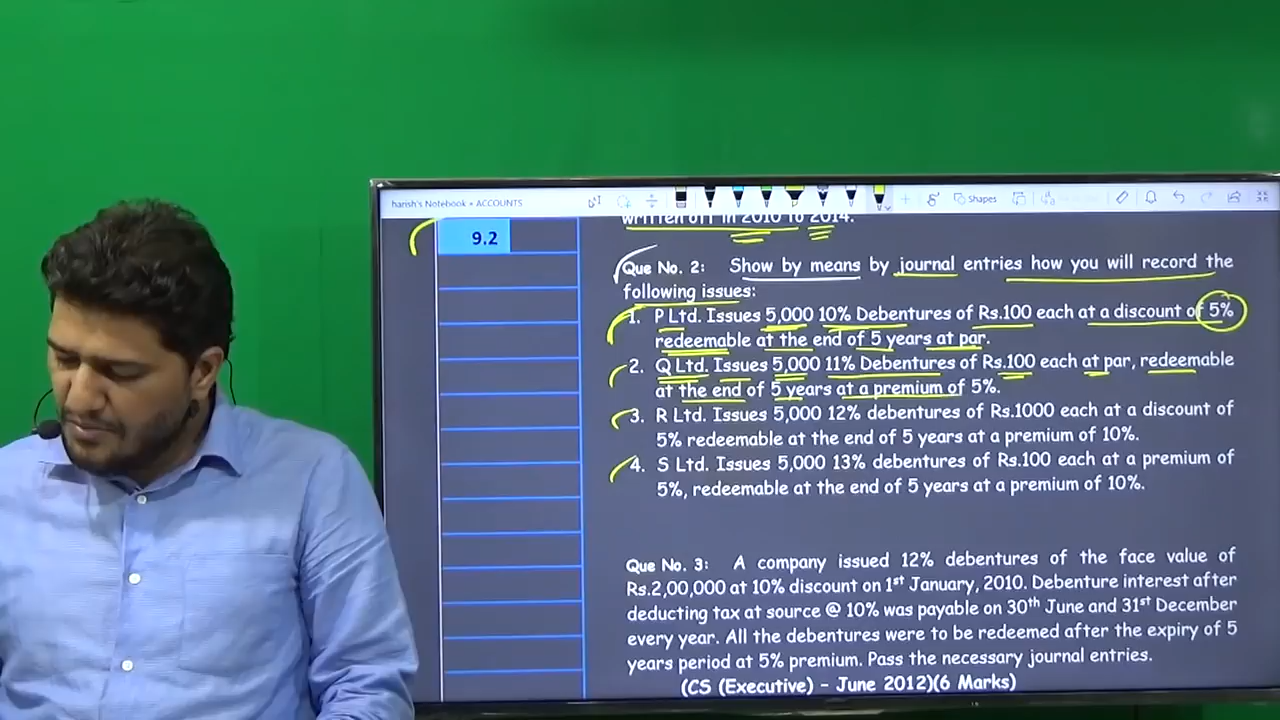 harish's Notebook • ACCOUNTS
Shapes
written off in 2010 to 2014.
9.2
Que No. 2: Show by means by journal entries how you will record the
following issues:
1. P Ltd. Issues 5,000 10% Debentures of Rs.100 each at a discount of 5%
redeemable at the end of 5 years at par.
2. Q Ltd. Issues 5,000 11% Debentures of Rs.100 each at par, redeemable
at the end of 5 years at a premium of 5%.
3. R Ltd. Issues 5,000 12% debentures of Rs.1000 each at a discount of
5% redeemable at the end of 5 years at a premium of 10%.
4. S Ltd. Issues 5,000 13% debentures of Rs.100 each at a premium of
5%, redeemable at the end of 5 years at a premium of 10%.
Que No. 3: A company issued 12% debentures of the face value of
Rs.2,00,000 at 10% discount on 1st January, 2010. Debenture interest after
deducting tax at source @ 10% was payable on 30th June and 31st December
every year. All the debentures were to be redeemed after the expiry of 5
years period at 5% premium. Pass the necessary journal entries.
(CS (Executive) – June 2012)(6 Marks)